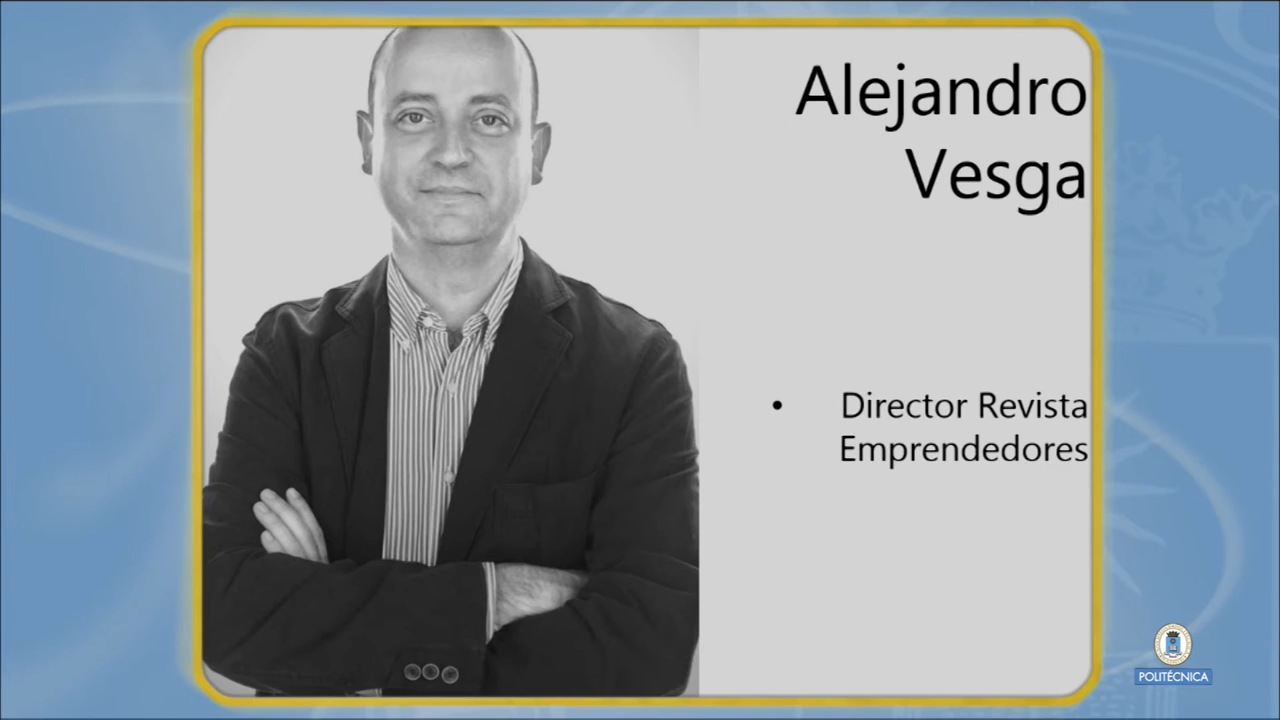 Alejandro
Vesga
• Director Revista
Emprendedores
POLITÉCNICA